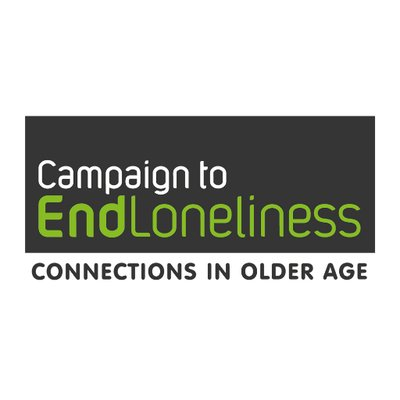 Campaign to
EndLoneliness
CONNECTIONS IN OLDER AGE